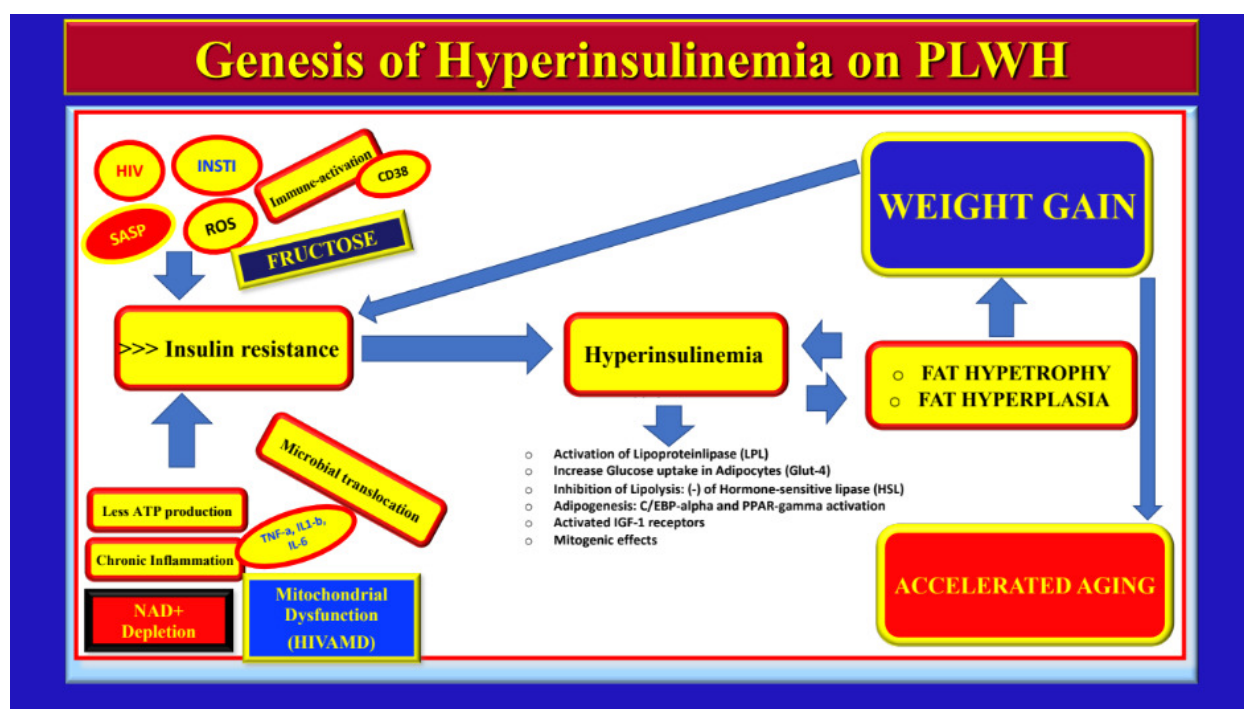 Genesis of Hyperinsulinemia on PLWH
HIV
INSTI
Immune-activation
CD38
SASP
ROS
FRUCTOSE
WEIGHT GAIN
>>> Insulin resistance
Hyperinsulinemia
o FAT HYPETROPHY
o FAT HYPERPLASIA
o Activation of Lipoproteinlipase (LPL)
o Increase Glucose uptake in Adipocytes (Glut-4)
o Inhibition of Lipolysis: (-) of Hormone-sensitive lipase (HSL)
o Adipogenesis: C/EBP-alpha and PPAR-gamma activation
o Activated IGF-1 receptors
o Mitogenic effects
Microbial translocation
Less ATP production
TNF-a, IL1-b,
IL-6
Chronic Inflammation
NAD+
Depletion
Mitochondrial
Dysfunction
(HIVAMD)
ACCELERATED AGING